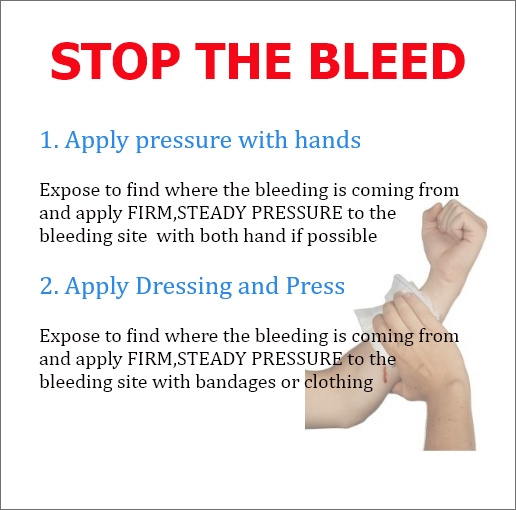 STOP THE BLEED
1. Apply pressure with hands
Expose to find where the bleeding is coming from
and apply FIRM,STEADY PRESSURE to the
bleeding site  with both hand if possible
2. Apply Dressing and Press
Expose to find where the bleeding is coming from
and apply FIRM,STEADY PRESSURE to the
bleeding site with bandages or clothing